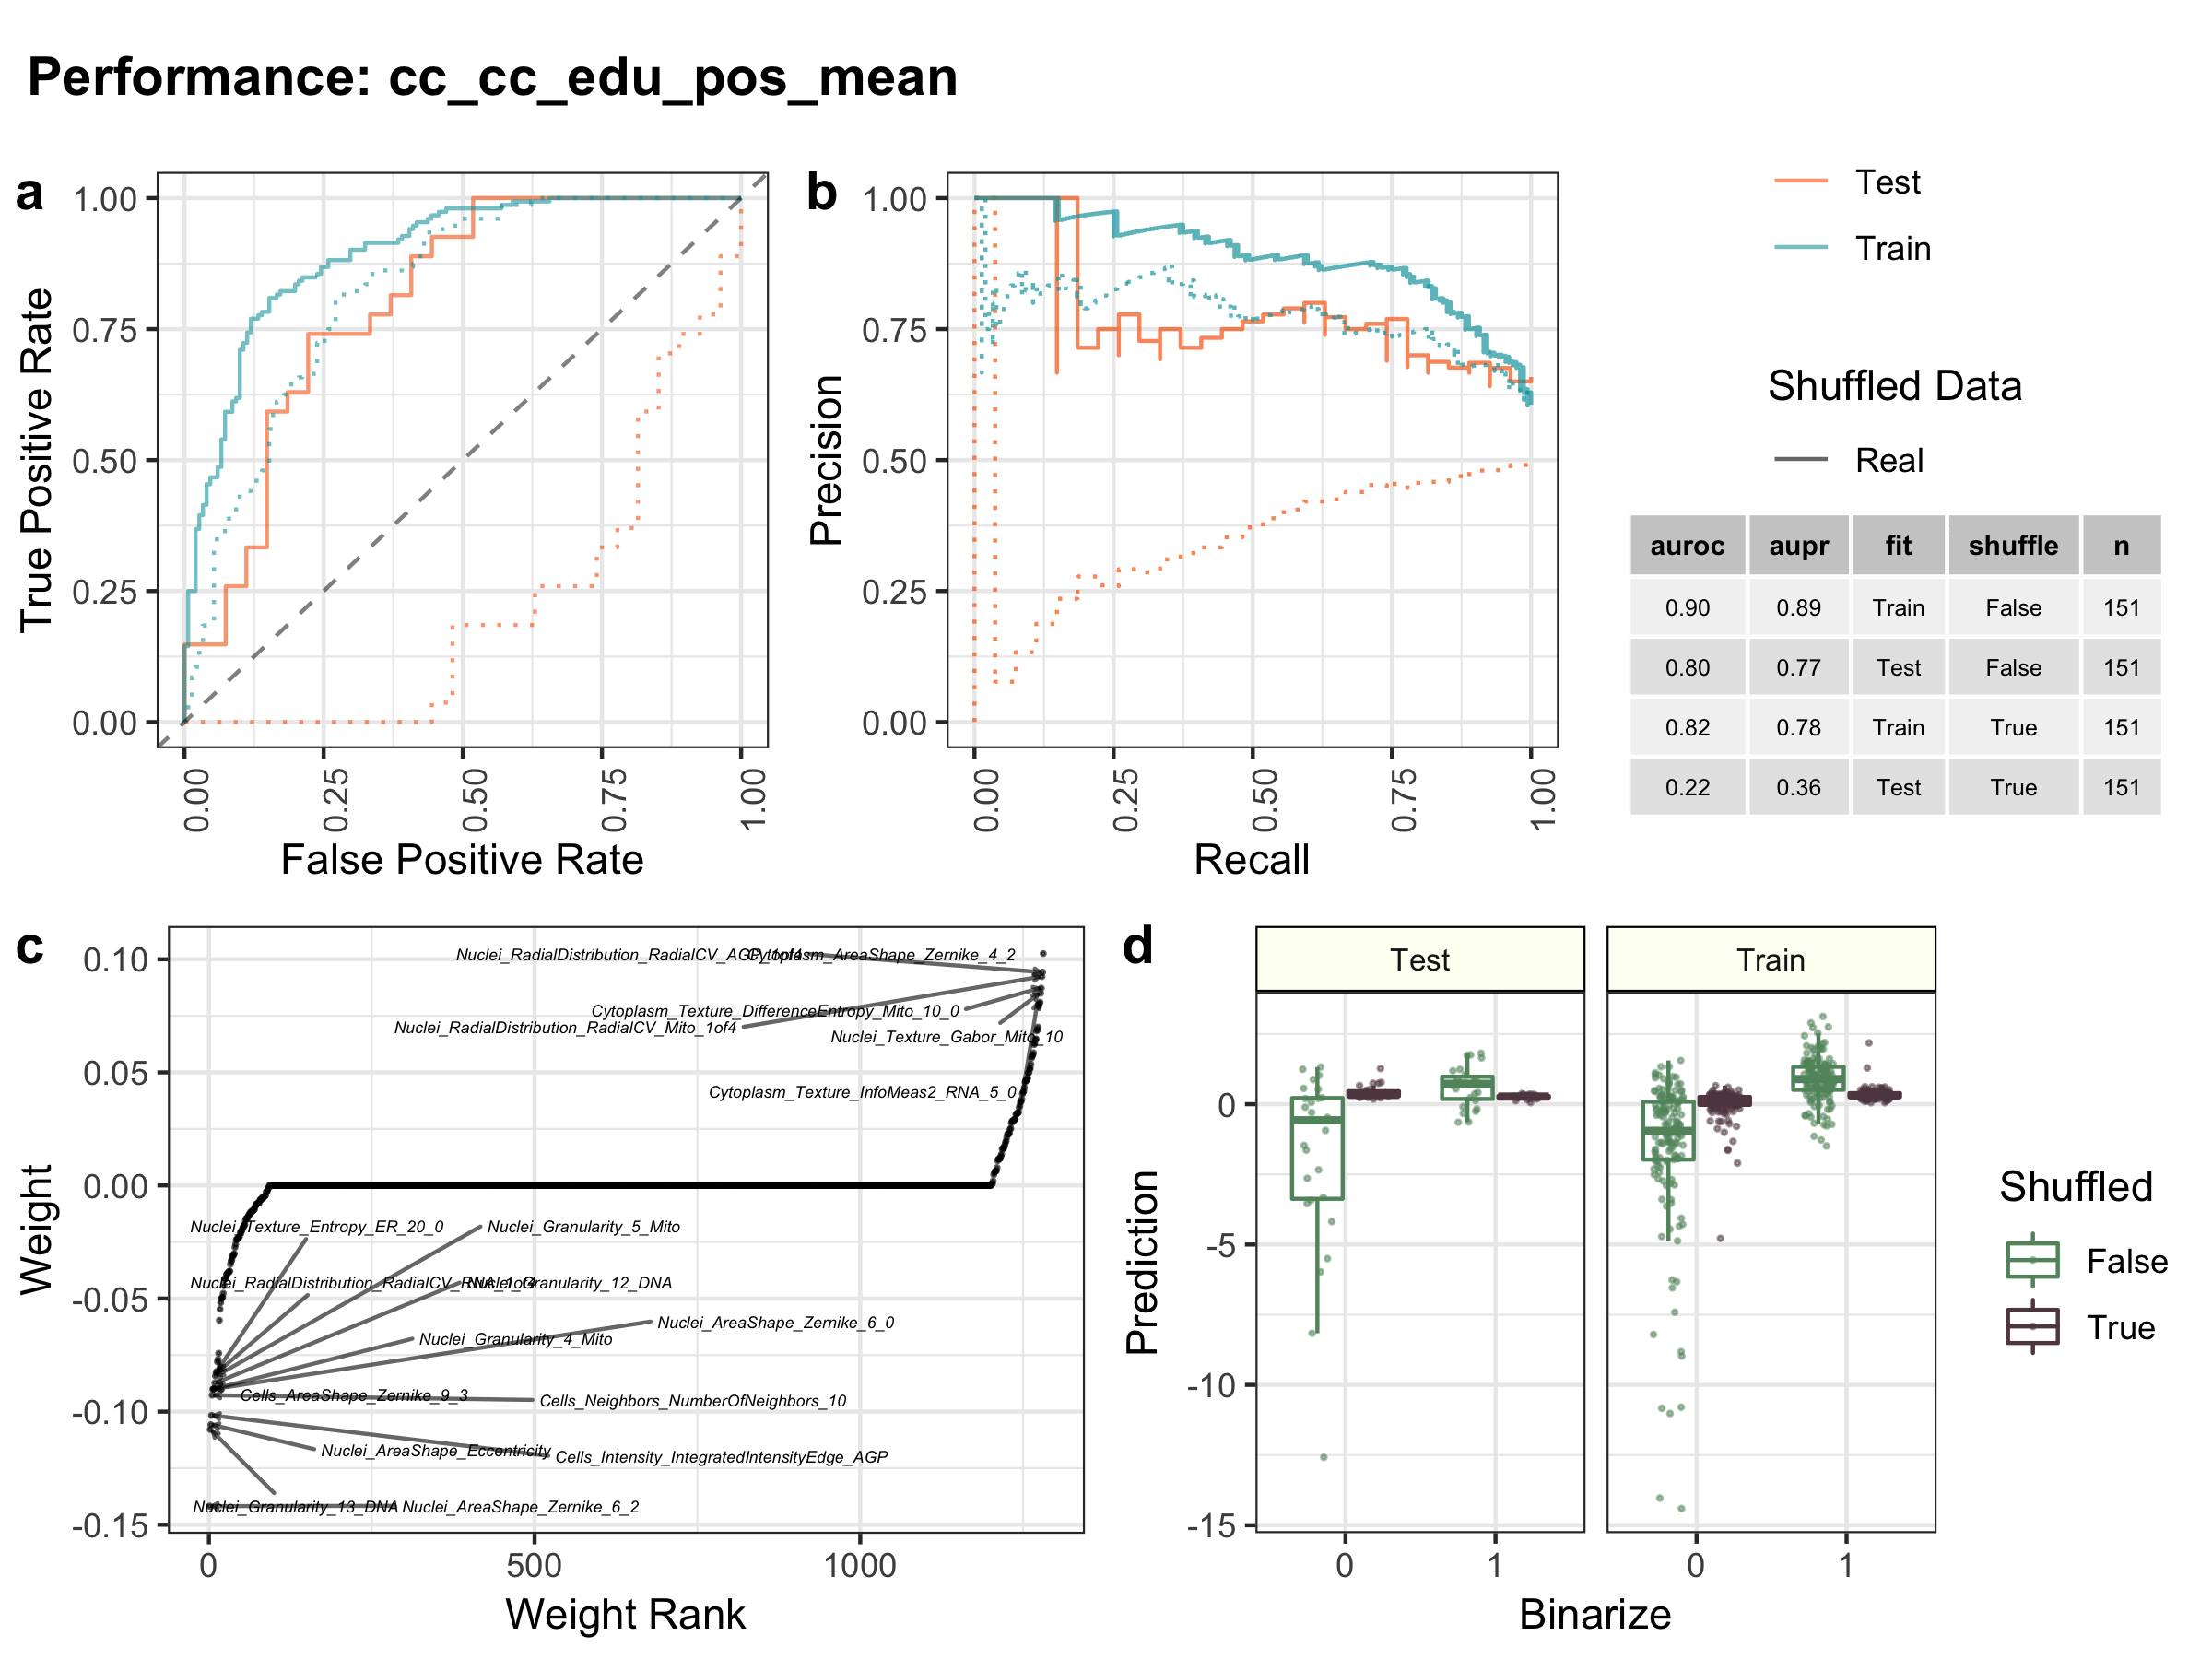 Performance: cc_cc_edu_pos_mean
a
1.00
0.75
0.50
0.25
0.00
True Positive Rate
0.00
0.25
0.50
0.75
1.00
False Positive Rate
b
1.00
0.75
0.50
0.25
0.00
Precision
0.00
0.25
0.50
0.75
1.00
Recall
Test
Train
Shuffled Data
Real
auroc aupr fit shuffle n
0.90 0.89 Train False 151
0.80 0.77 Test False 151
0.82 0.78 Train True 151
0.22 0.36 Test True 151
c
0.10
0.05
0.00
-0.05
-0.10
-0.15
Weight
Nuclei_RadialDistribution_RadialCV_AGP_1of4
Cytoplasm_AreaShape_Zernike_4_2
Cytoplasm_Texture_DifferenceEntropy_Mito_10_0
Nuclei_RadialDistribution_RadialCV_Mito_1of4
Nuclei_Texture_Gabor_Mito_10
Cytoplasm_Texture_InfoMeas2_RNA_5_0
Nuclei_Texture_Entropy_ER_20_0
Nuclei_Granularity_5_Mito
Nuclei_RadialDistribution_RadialCV_RNA_1of4
Nuclei_Granularity_12_DNA
Nuclei_AreaShape_Zernike_6_0
Nuclei_Granularity_4_Mito
Cells_AreaShape_Zernike_9_3
Cells_Neighbors_NumberOfNeighbors_10
Nuclei_AreaShape_Eccentricity
Cells_Intensity_IntegratedIntensityEdge_AGP
Nuclei_Granularity_13_DNA
Nuclei_AreaShape_Zernike_6_2
0
500
1000
Weight Rank
d
Test
Train
0
-5
-10
-15
Prediction
0
1
0
1
Binarize
Shuffled
False
True